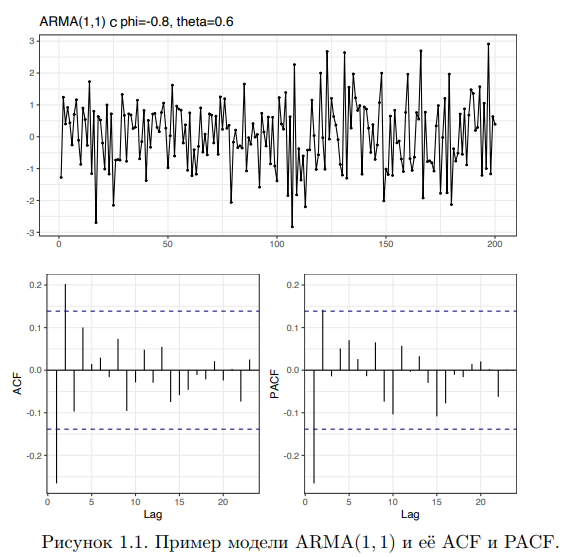 ARMA(1,1) с phi=-0.8, theta=0.6
3
2
1
0
-1
-2
-3
0 50 100 150 200
0.2
0.1
0.0
-0.1
-0.2
ACF
0 5 10 15 20
Lag
0.2
0.1
0.0
-0.1
-0.2
PACF
0 5 10 15 20
Lag
Рисунок 1.1. Пример модели ARMA(1, 1) и её ACF и PACF.